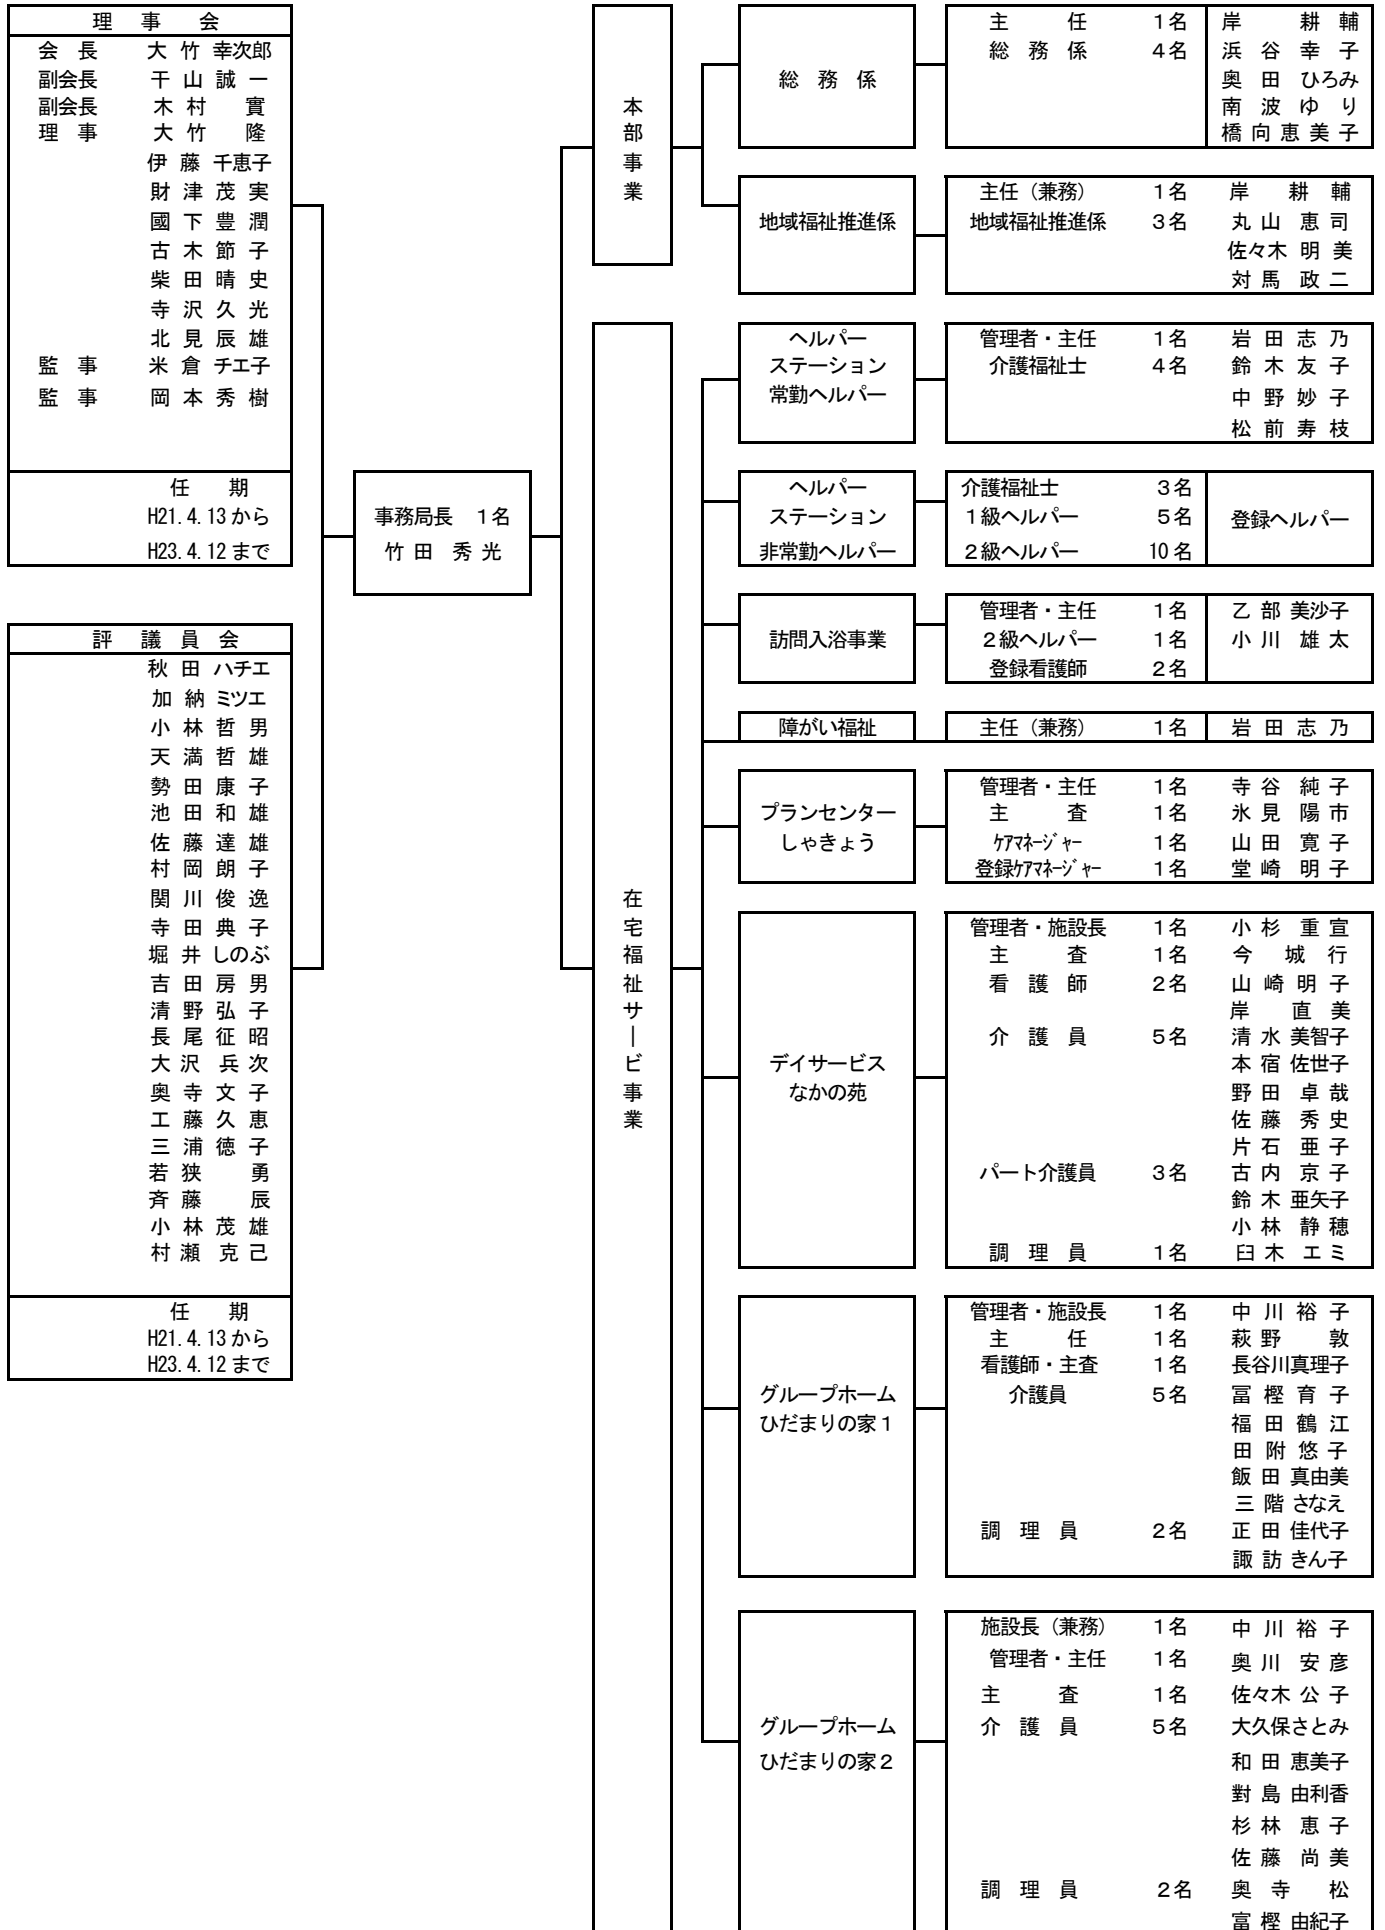 理事会
会長 大竹幸次郎
副会長 干山誠一
副会長 木村 實
理事 大竹 隆
伊藤千恵子
財津茂実
國下豊潤
古木節子
柴田晴史
寺沢久光
北見辰雄
監事 米倉チエ子
監事 岡本秀樹
任期
H21.4.13から
H23.4.12まで
評議員会
秋田ハチエ
加納ミツエ
小林哲男
天満哲雄
勢田康子
池田和雄
佐藤達雄
村岡朗子
関川俊逸
寺田典子
堀井しのぶ
吉田房男
清野弘子
長尾征昭
大沢兵次
奥寺文子
工藤久恵
三浦徳子
若狭 勇
斉藤 辰
小林茂雄
村瀬克己
任期
H21.4.13から
H23.4.12まで
事務局長 1名
竹田 秀光
本部事業
総務係
主任 1名 岸 耕輔
総務係 4名 浜谷幸子
奥田ひろみ
南波ゆり
橋向恵美子
地域福祉推進係
主任(兼務) 1名 岸 耕輔
地域福祉推進係 3名 丸山恵司
佐々木明美
対馬政二
在宅福祉サービ事業
ヘルパー
ステーション
常勤ヘルパー
管理者・主任 1名 岩田志乃
介護福祉士 4名 鈴木友子
中野妙子
松前寿枝
ヘルパー
ステーション
非常勤ヘルパー
介護福祉士 3名
1級ヘルパー 5名 登録ヘルパー
2級ヘルパー 10名
訪問入浴事業
管理者・主任 1名 乙部美沙子
2級ヘルパー 1名 小川雄太
登録看護師 2名
障がい福祉
主任(兼務) 1名 岩田志乃
プランセンター
しゃきょう
管理者・主任 1名 寺谷純子
主査 1名 氷見陽市
ケアマネージャー 1名 山田寛子
登録ケアマネージャー 1名 堂崎明子
デイサービス
なかの苑
管理者・施設長 1名 小杉重宣
主査 1名 今城行
看護師 2名 山崎明子
岸直美
介護員 5名 清水美智子
本宿佐世子
野田卓哉
佐藤秀史
片石亜子
パート介護員 3名 古内京子
鈴木亜矢子
小林静穂
調理員 1名 臼木エミ
グループホーム
ひだまりの家1
管理者・施設長 1名 中川裕子
主任 1名 萩野 敦
看護師・主査 1名 長谷川真理子
介護員 5名 冨樫育子
福田鶴江
田附悠子
飯田真由美
三階さなえ
調理員 2名 正田佳代子
諏訪きん子
グループホーム
ひだまりの家2
施設長(兼務) 1名 中川裕子
管理者・主任 1名 奥川安彦
主査 1名 佐々木公子
介護員 5名 大久保さとみ
和田恵美子
對島由利香
杉林恵子
佐藤尚美
調理員 2名 奥寺 松
富樫由紀子